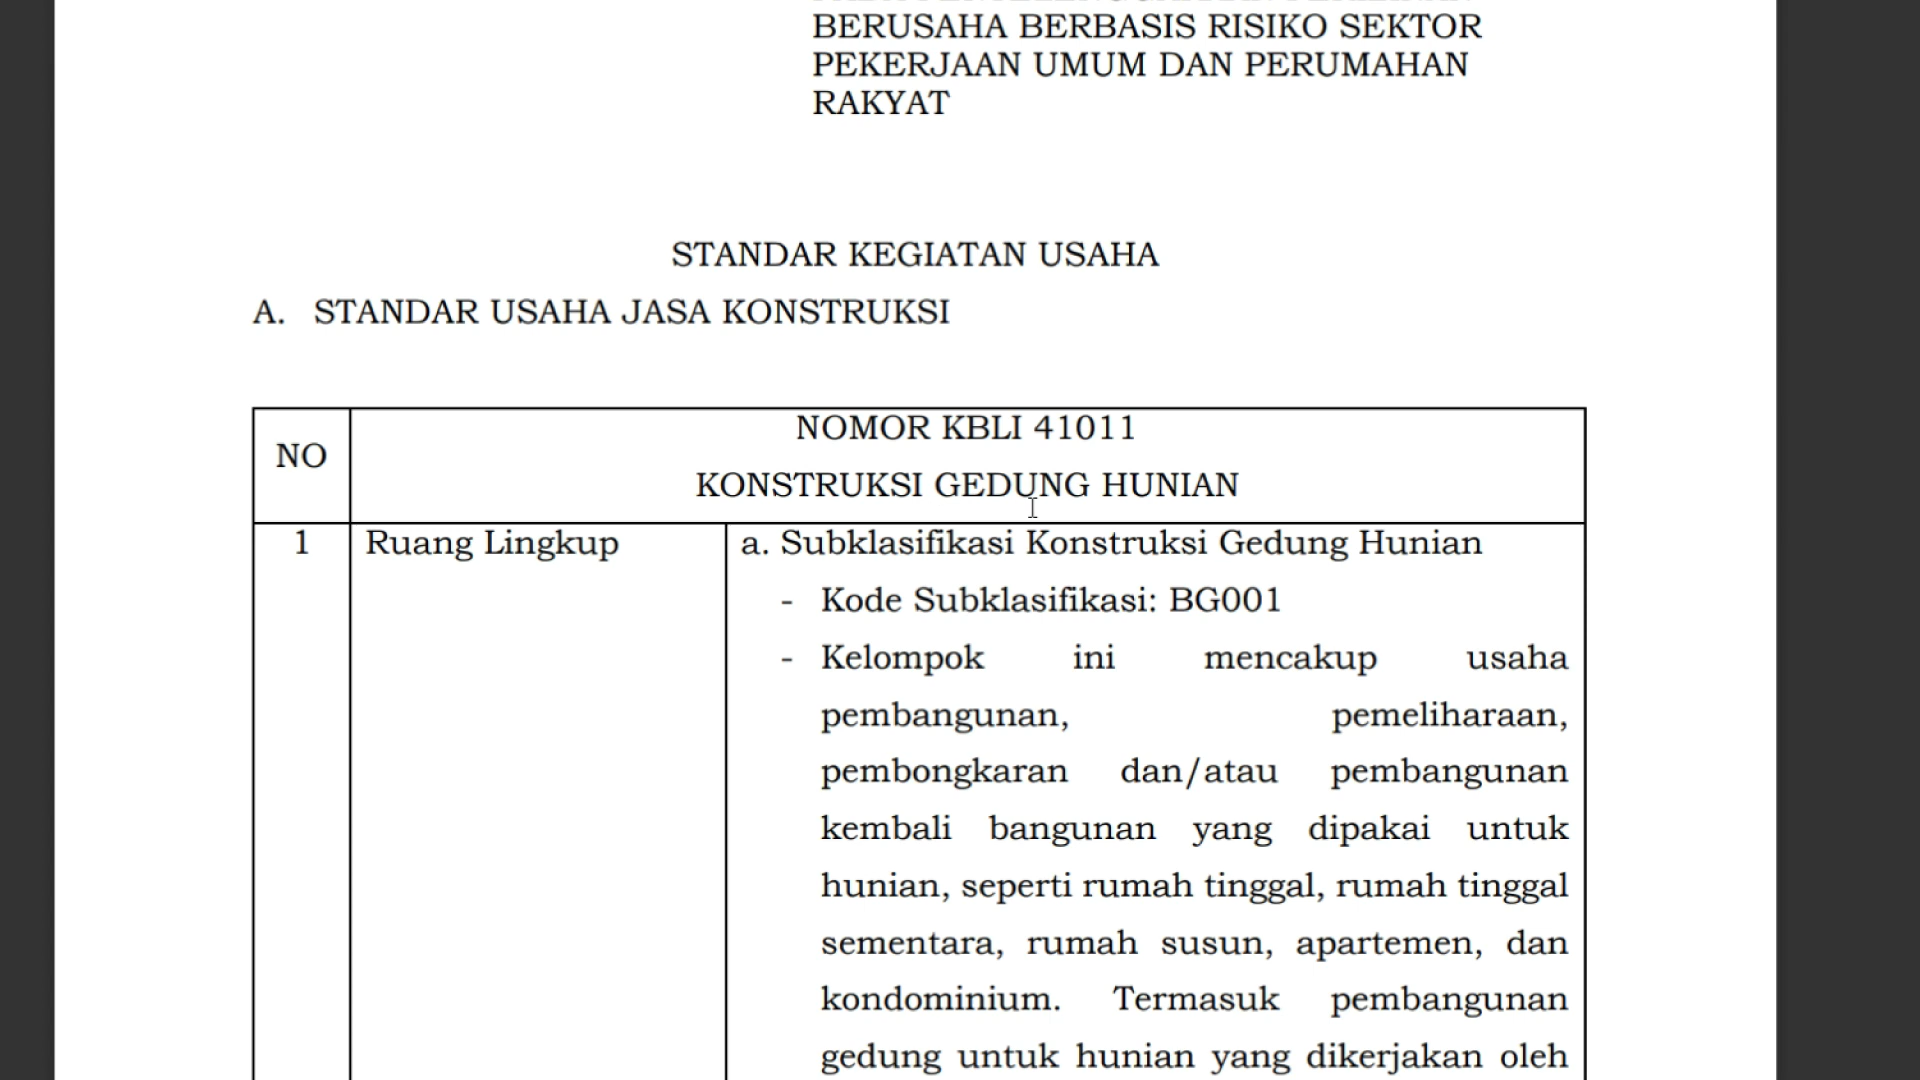 BERUSAHA BERBASIS RISIKO SEKTOR
PEKERJAAN UMUM DAN PERUMAHAN
RAKYAT
STANDAR KEGIATAN USAHA
A. STANDAR USAHA JASA KONSTRUKSI
NO
NOMOR KBLI 41011
KONSTRUKSI GEDUNG HUNIAN
1
Ruang Lingkup
a. Subklasifikasi Konstruksi Gedung Hunian
- Kode Subklasifikasi: BG001
- Kelompok ini mencakup usaha
pembangunan, pemeliharaan,
pembongkaran dan/atau pembangunan
kembali bangunan yang dipakai untuk
hunian, seperti rumah tinggal, rumah tinggal
sementara, rumah susun, apartemen, dan
kondominium. Termasuk pembangunan
gedung untuk hunian yang dikerjakan oleh